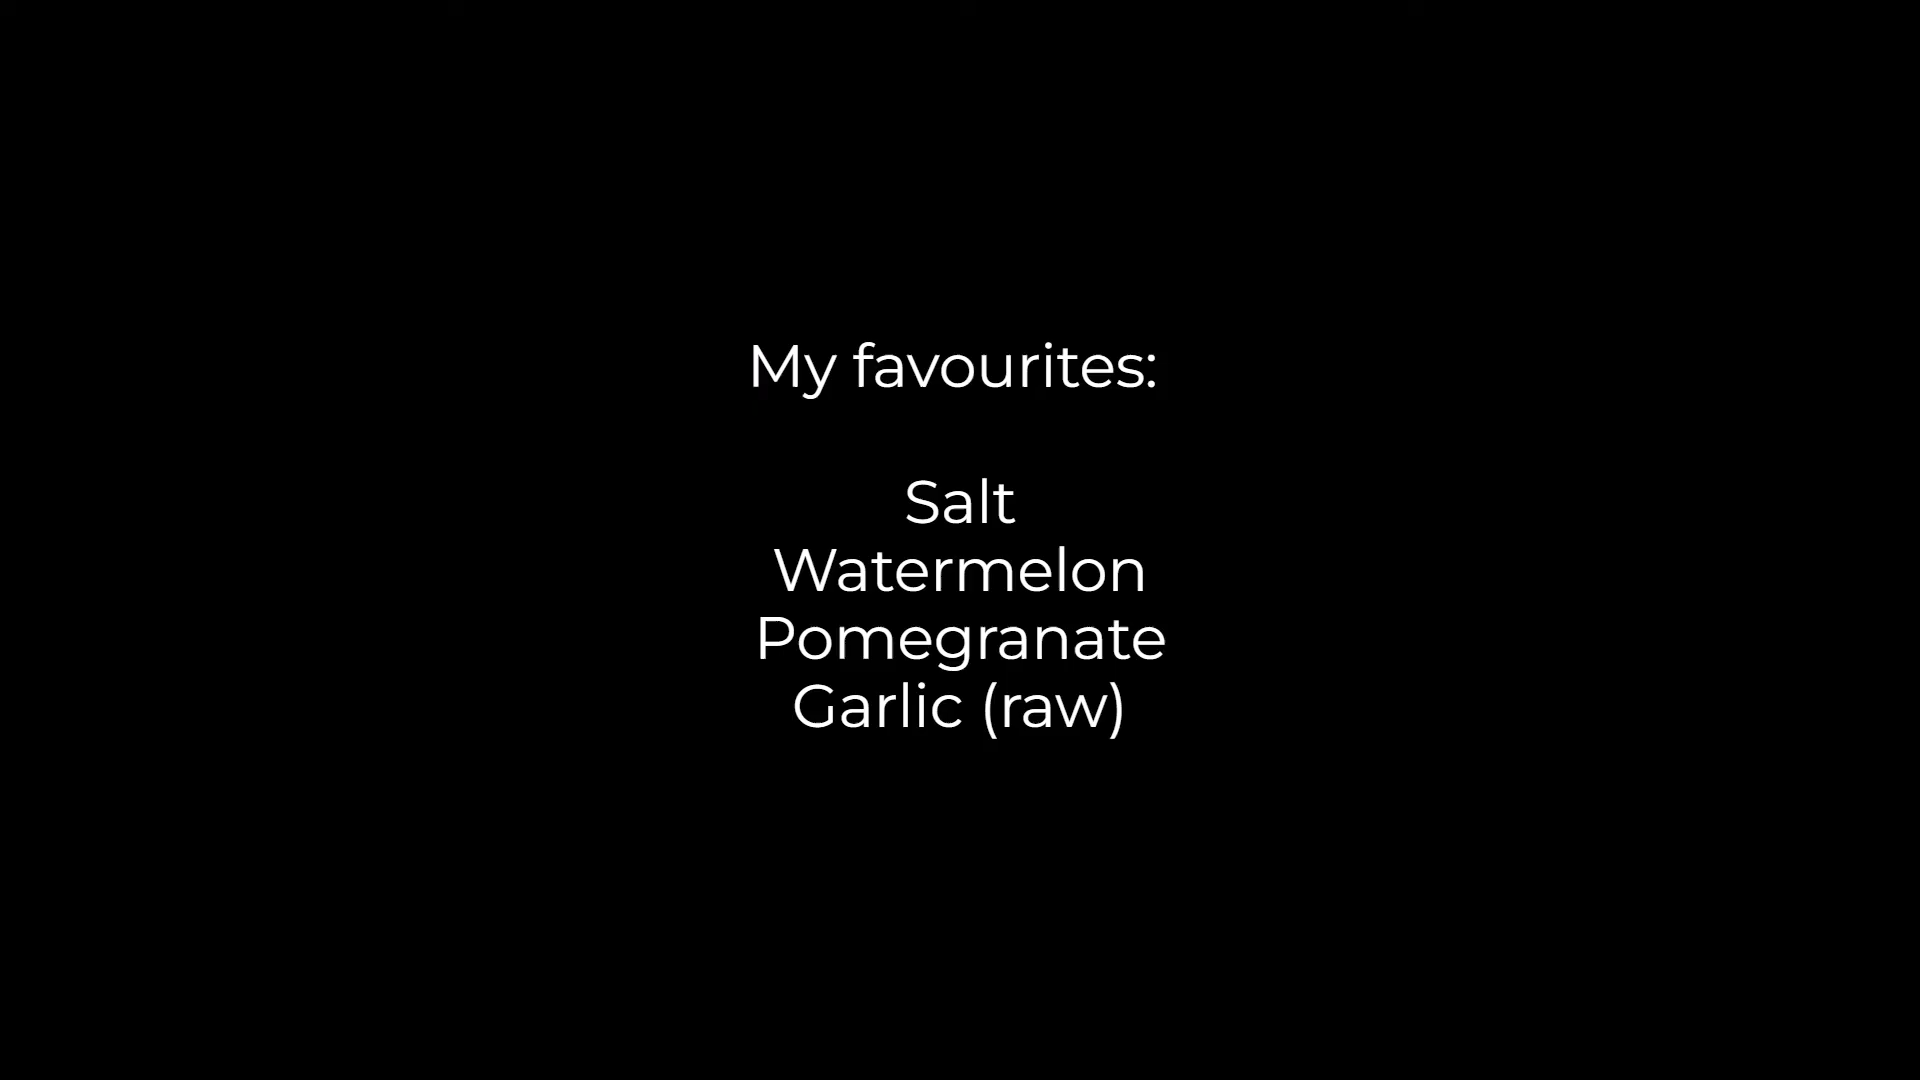 My favourites:
Salt
Watermelon
Pomegranate
Garlic (raw)